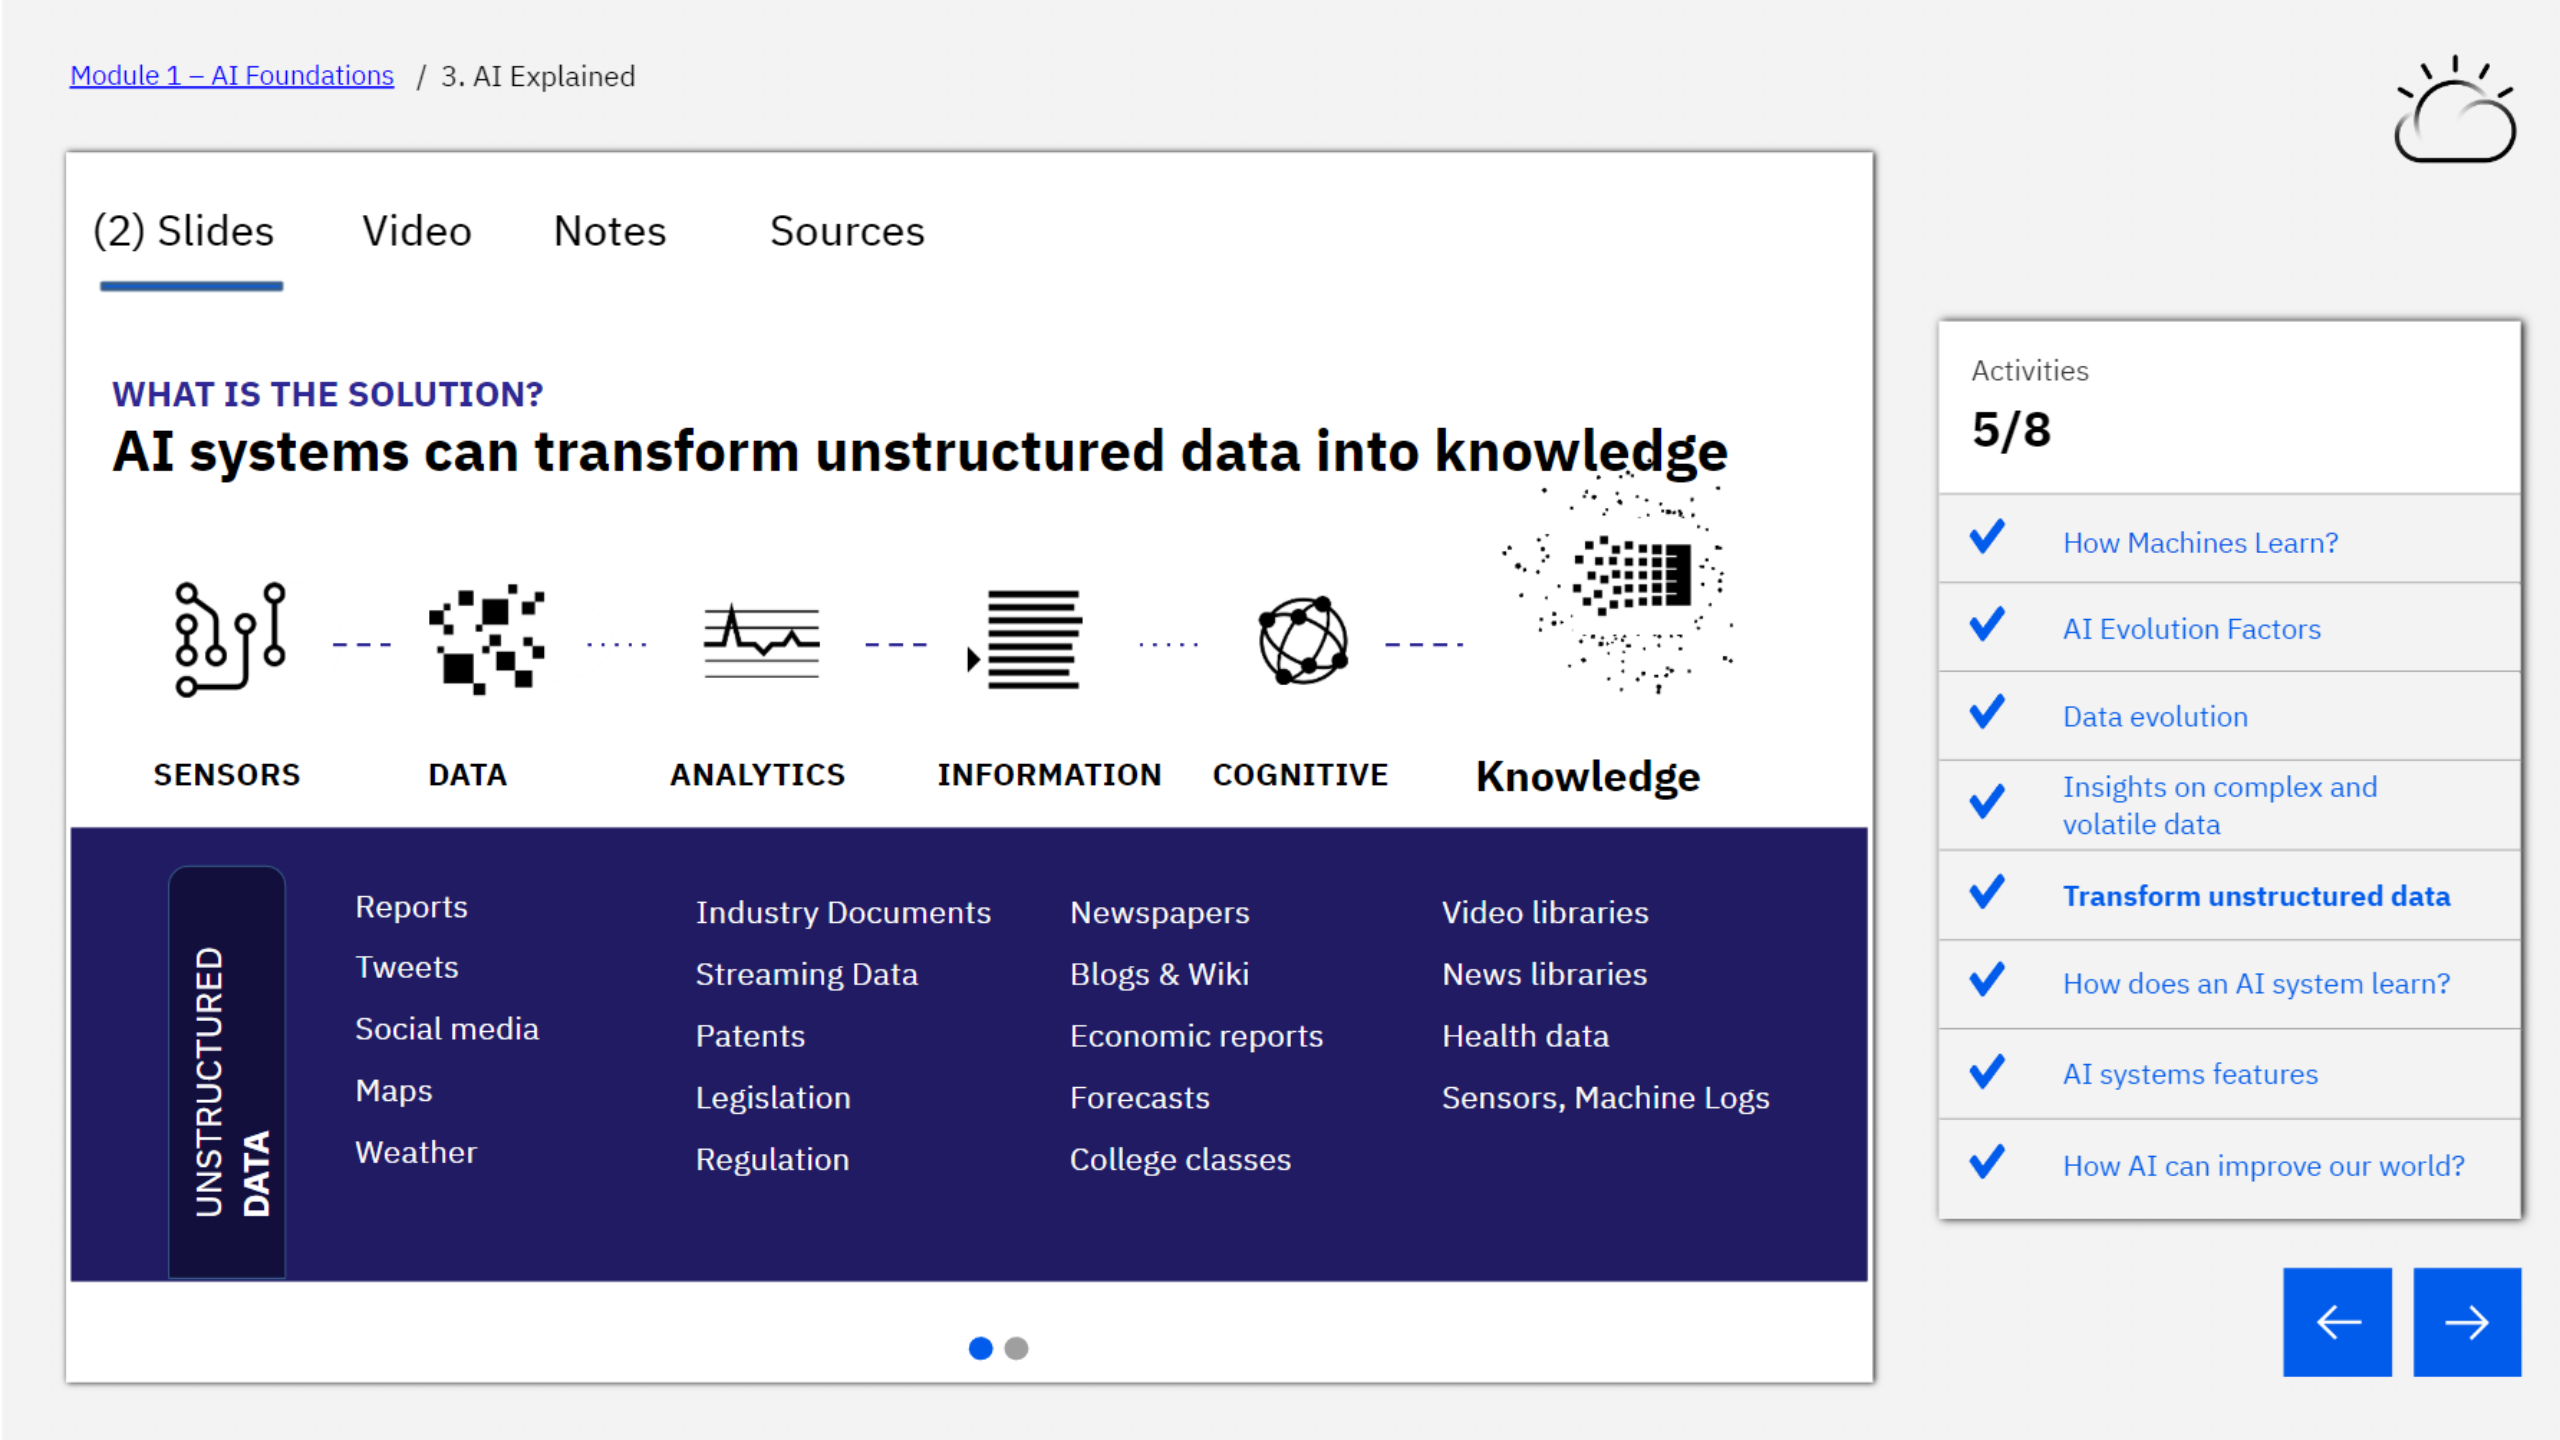 Module 1 – AI Foundations / 3. AI Explained
(2) Slides Video Notes Sources
WHAT IS THE SOLUTION?
AI systems can transform unstructured data into knowledge
SENSORS DATA ANALYTICS INFORMATION COGNITIVE Knowledge
UNSTRUCTURED
DATA
Reports
Tweets
Social media
Maps
Weather
Industry Documents
Streaming Data
Patents
Legislation
Regulation
Newspapers
Blogs & Wiki
Economic reports
Forecasts
College classes
Video libraries
News libraries
Health data
Sensors, Machine Logs
Activities
5/8
How Machines Learn?
AI Evolution Factors
Data evolution
Insights on complex and
volatile data
Transform unstructured data
How does an AI system learn?
AI systems features
How AI can improve our world?